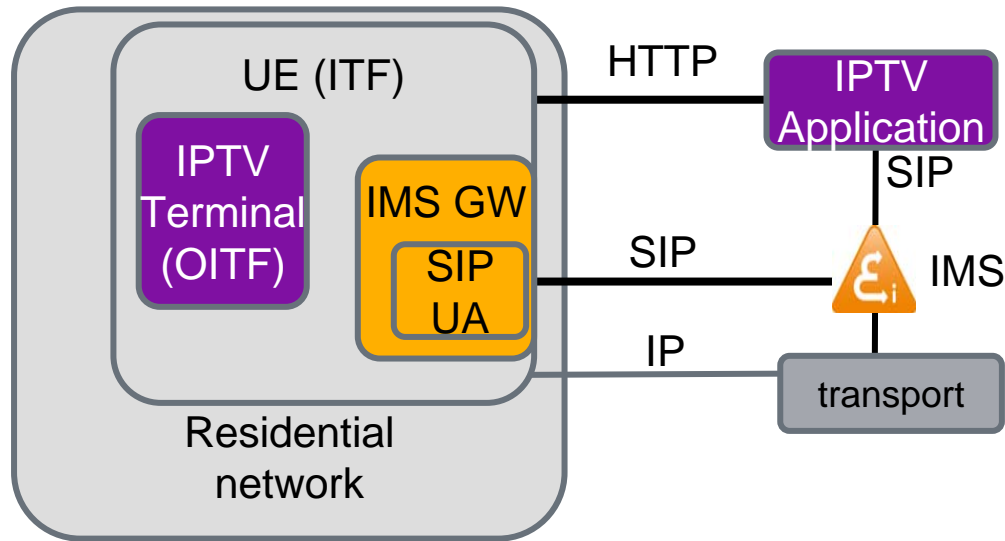 UE (ITF)
HTTP
IPTV
Application
IPTV
Terminal
(OITF)
IMS GW
SIP
UA
SIP
SIP
IMS
IP
transport
Residential
network